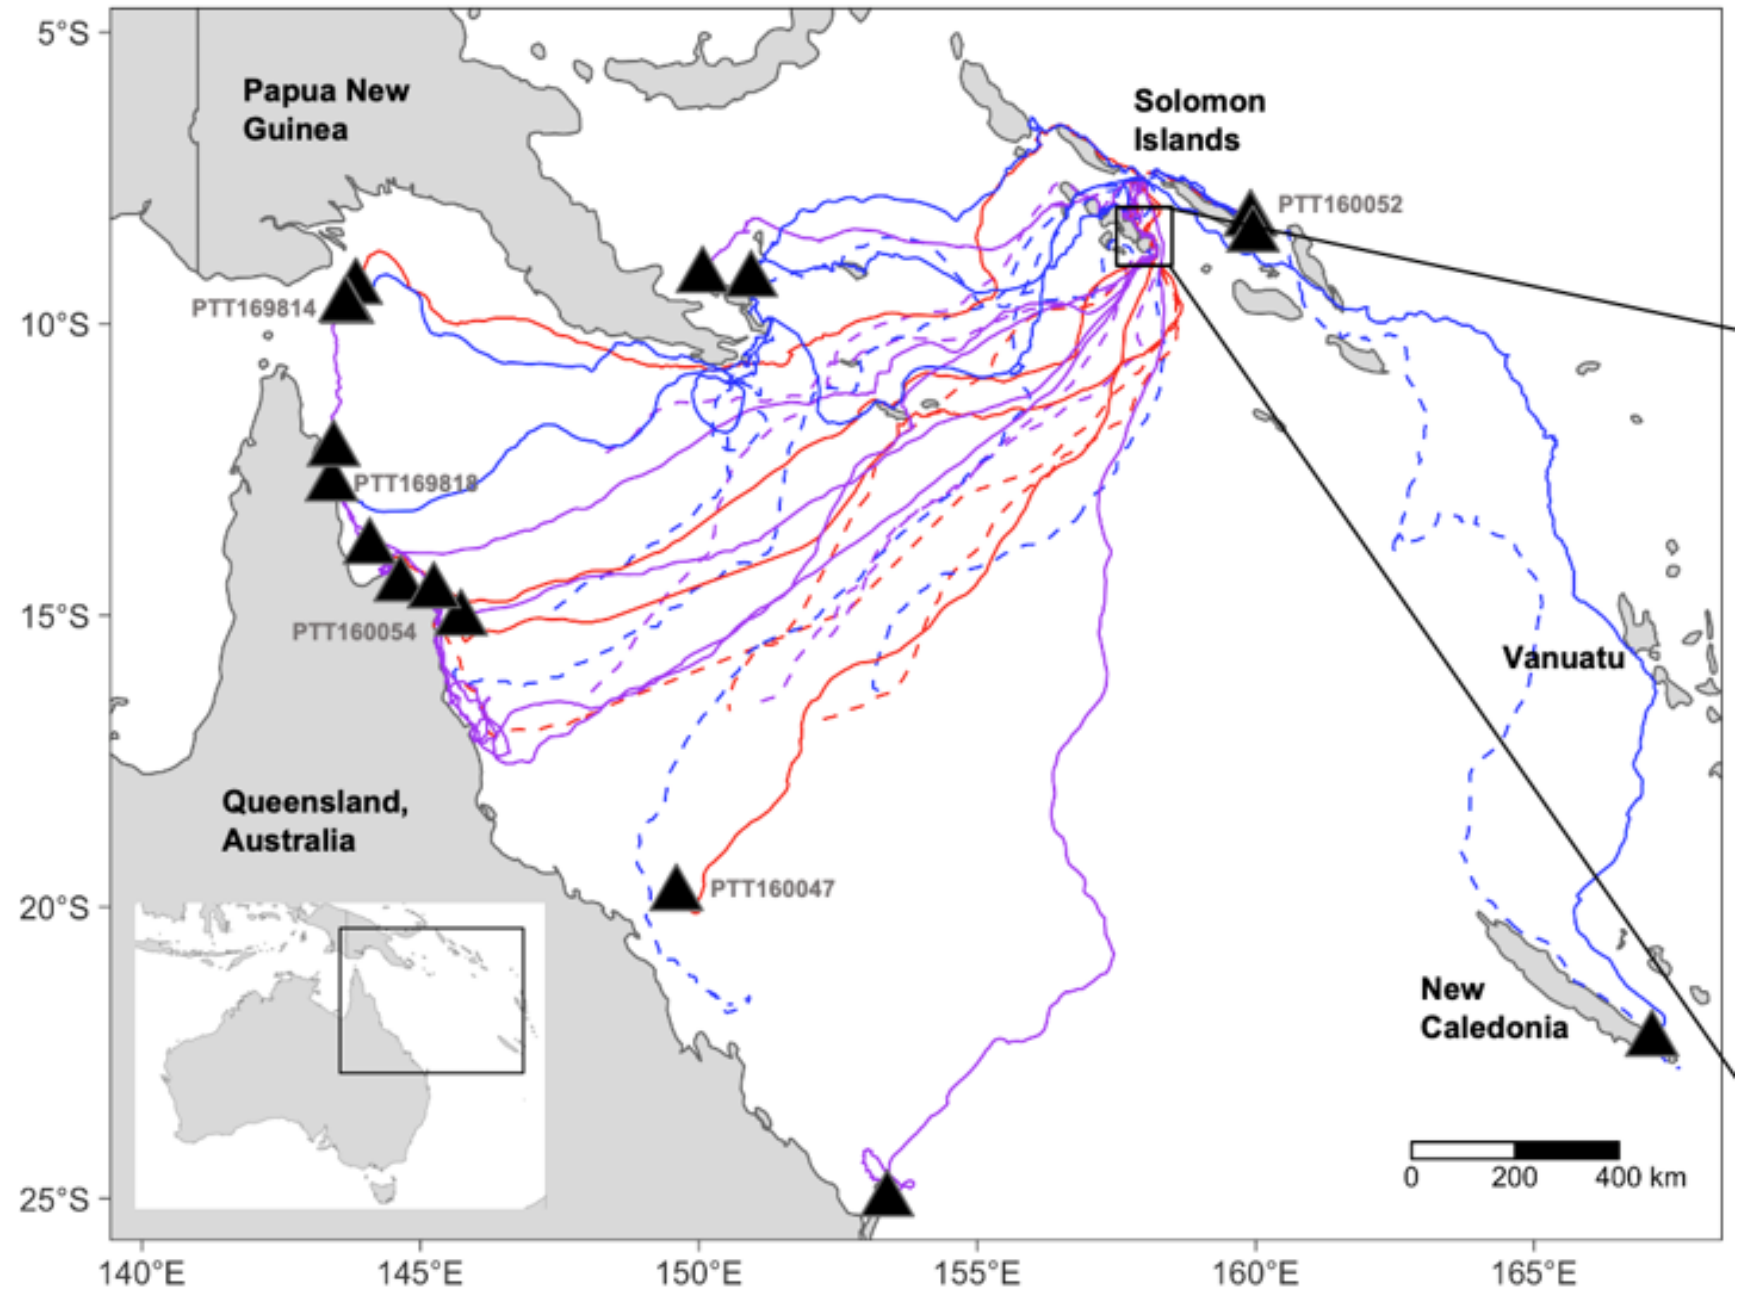 5°S
Papua New
Guinea
Solomon
Islands
PTT160052
PTT169814
10°S
PTT169818
15°S
PTT160054
Vanuatu
Queensland,
Australia
PTT160047
20°S
New
Caledonia
0 200 400 km
25°S
140°E 145°E 150°E 155°E 160°E 165°E